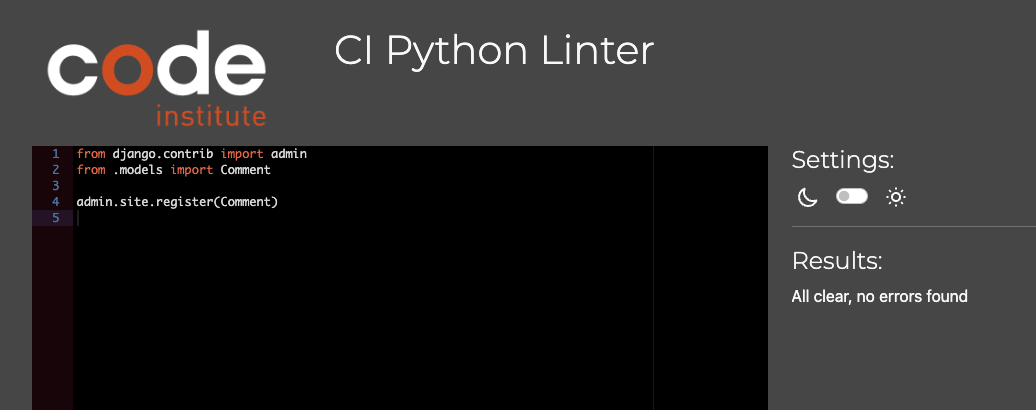 code
institute
CI Python Linter
1 from django.contrib import admin
2 from .models import Comment
3
4 admin.site.register(Comment)
5
Settings:
Results:
All clear, no errors found